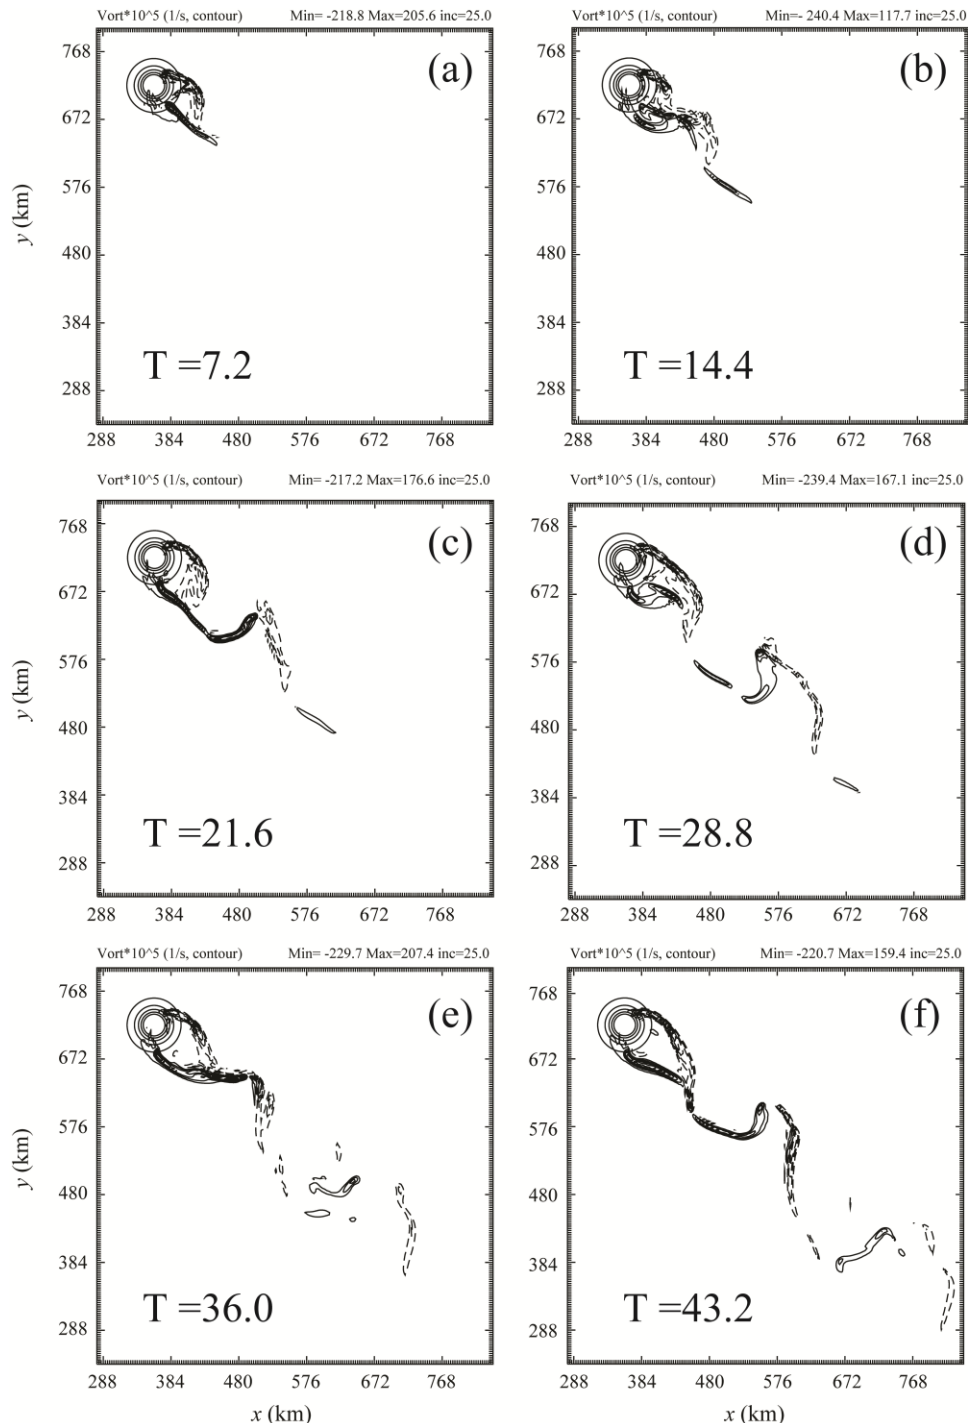 Vort*10^5 (1/s, contour) Min= -218.8 Max=205.6 inc=25.0
(a)
768
672
576
480
384
288
y (km)
T =7.2
288 384 480 576 672 768
Vort*10^5 (1/s, contour) Min=- 240.4 Max=117.7 inc=25.0
(b)
768
672
576
480
384
288
T =14.4
288 384 480 576 672 768
Vort*10^5 (1/s, contour) Min= -217.2 Max=176.6 inc=25.0
(c)
768
672
576
480
384
288
y (km)
T =21.6
288 384 480 576 672 768
Vort*10^5 (1/s, contour) Min= -239.4 Max=167.1 inc=25.0
(d)
768
672
576
480
384
288
T =28.8
288 384 480 576 672 768
Vort*10^5 (1/s, contour) Min= -229.7 Max=207.4 inc=25.0
(e)
768
672
576
480
384
288
y (km)
T =36.0
288 384 480 576 672 768
x (km)
Vort*10^5 (1/s, contour) Min= -220.7 Max=159.4 inc=25.0
(f)
768
672
576
480
384
288
T =43.2
288 384 480 576 672 768
x (km)